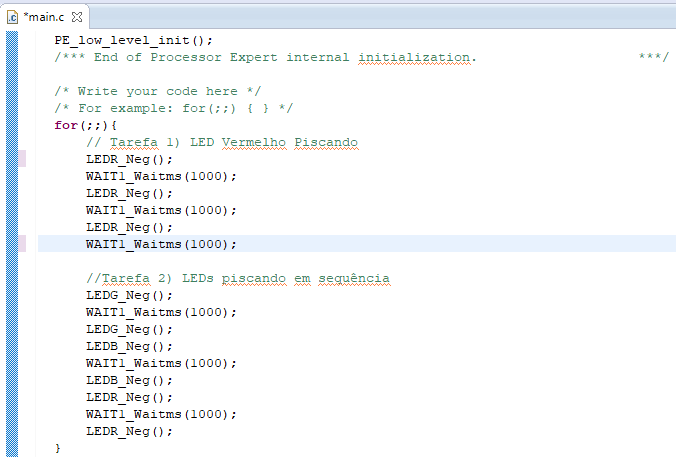 *main.c
PE_low_level_init();
/*** End of Processor Expert internal initialization. ***/
/* Write your code here */
/* For example: for(;;) { } */
for(;;){
// Tarefa 1) LED Vermelho Piscando
LEDR_Neg();
WAIT1_Waitms(1000);
LEDR_Neg();
WAIT1_Waitms(1000);
LEDR_Neg();
WAIT1_Waitms(1000);
//Tarefa 2) LEDs piscando em sequência
LEDG_Neg();
WAIT1_Waitms(1000);
LEDG_Neg();
LEDB_Neg();
WAIT1_Waitms(1000);
LEDB_Neg();
LEDR_Neg();
WAIT1_Waitms(1000);
LEDR_Neg();
}